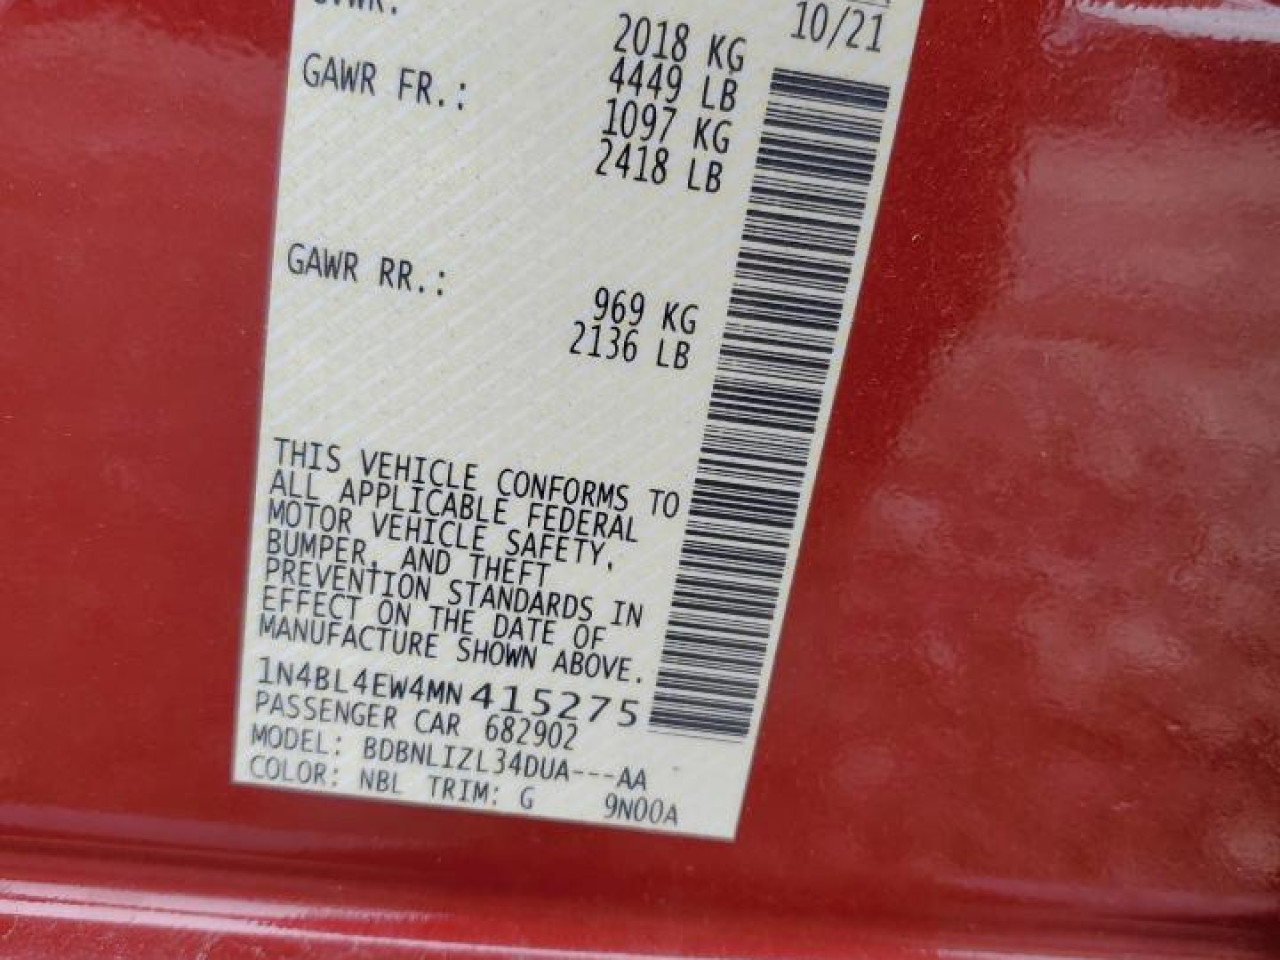 GVWR:
10/21
2018 KG
4449 LB
GAWR FR.:
1097 KG
2418 LB
GAWR RR.:
969 KG
2136 LB
THIS VEHICLE CONFORMS TO
ALL APPLICABLE FEDERAL
MOTOR VEHICLE SAFETY,
BUMPER, AND THEFT
PREVENTION STANDARDS IN
EFFECT ON THE DATE OF
MANUFACTURE SHOWN ABOVE.
1N4BL4EW4MN415275
PASSENGER CAR 682902
MODEL: BDBNLIZL34DUA---AA
COLOR: NBL TRIM: G 9N00A